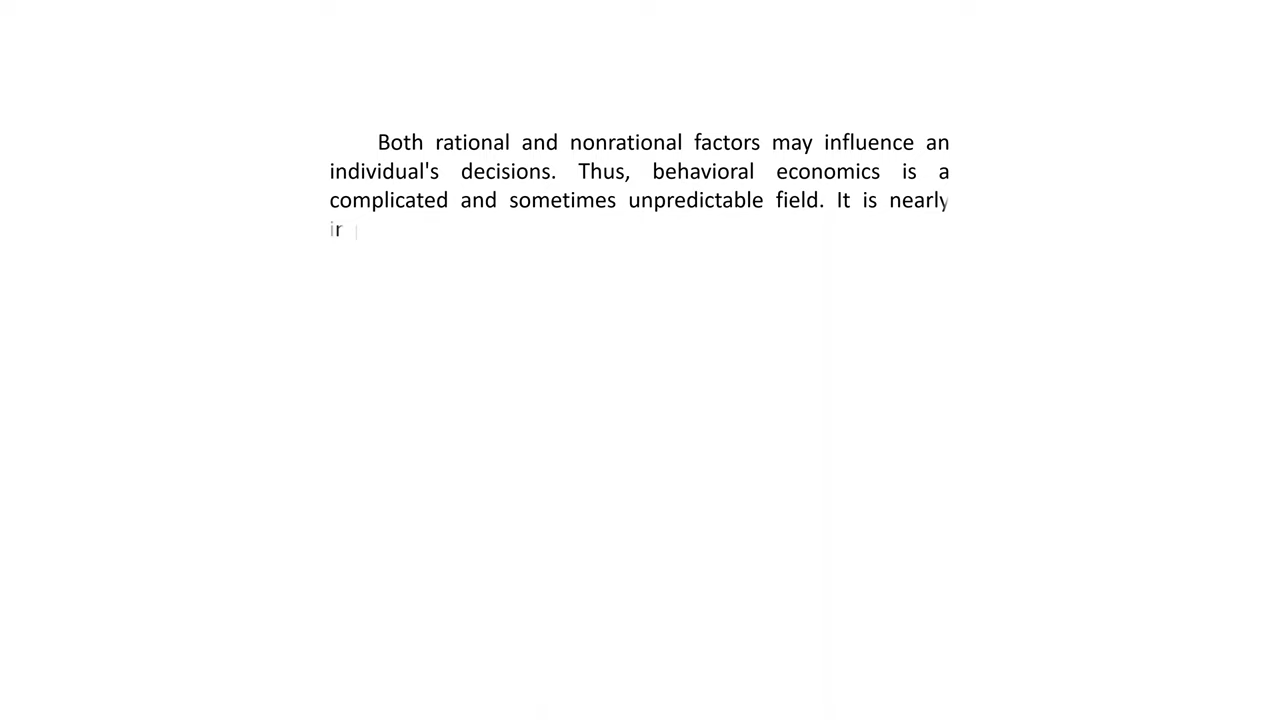 Both rational and nonrational factors may influence an
individual's decisions. Thus, behavioral economics is a
complicated and sometimes unpredictable field. It is nearly